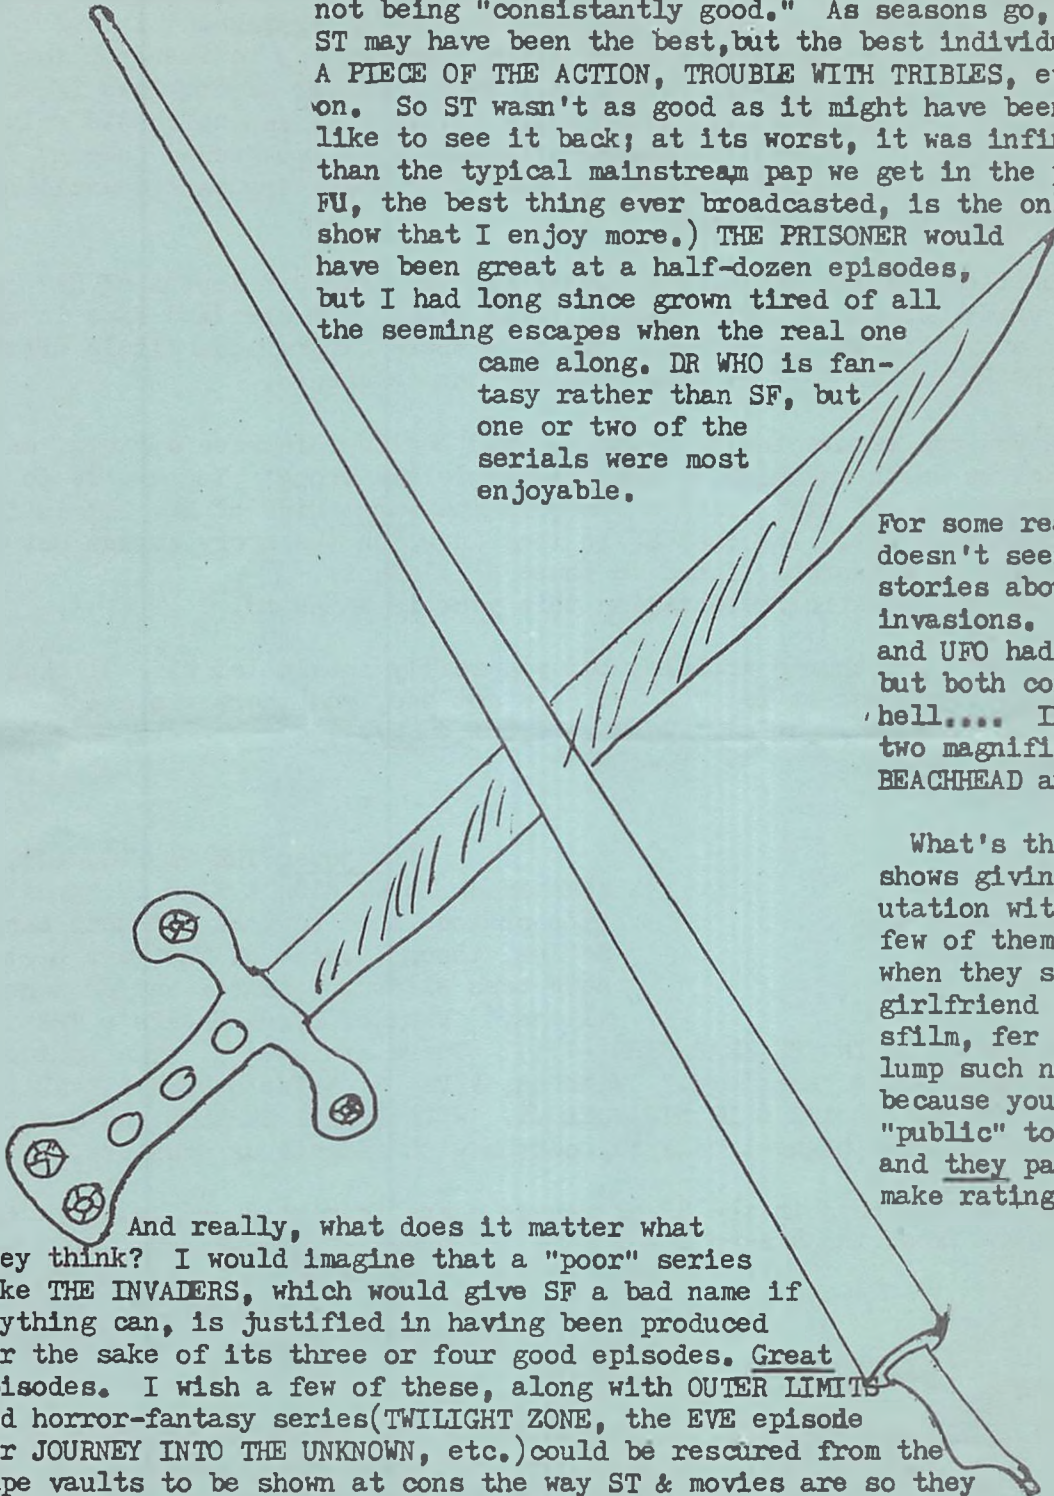 not being "consistantly good."  As seasons go,
ST may have been the best,but the best individ
A PIECE OF THE ACTION, TROUBLE WITH TRIBLES, e
on.  So ST wasn't as good as it might have been
like to see it back; at its worst, it was infi
than the typical mainstream pap we get in the
FU, the best thing ever broadcasted, is the on
show that I enjoy more.) THE PRISONER would
have been great at a half-dozen episodes,
but I had long since grown tired of all
the seeming escapes when the real one
came along. DR WHO is fan-
tasy rather than SF, but
one or two of the
serials were most
enjoyable.
For some rea
doesn't see
stories abo
invasions.
and UFO had
but both co
hell....  I
two magnifi
BEACHHEAD a
What's th
shows givin
utation wit
few of them
when they s
girlfriend
sfilm, fer
lump such n
because you
"public" to
and they pa
make rating
And really, what does it matter what
ey think?  I would imagine that a "poor" series
ke THE INVADERS, which would give SF a bad name if
ything can, is justified in having been produced
r the sake of its three or four good episodes. Great
isodes.  I wish a few of these, along with OUTER LIMITS
d horror-fantasy series(TWILIGHT ZONE, the EVE episode
r JOURNEY INTO THE UNKNOWN, etc.)could be rescured from the
pe vaults to be shown at cons the way ST & movies are so they